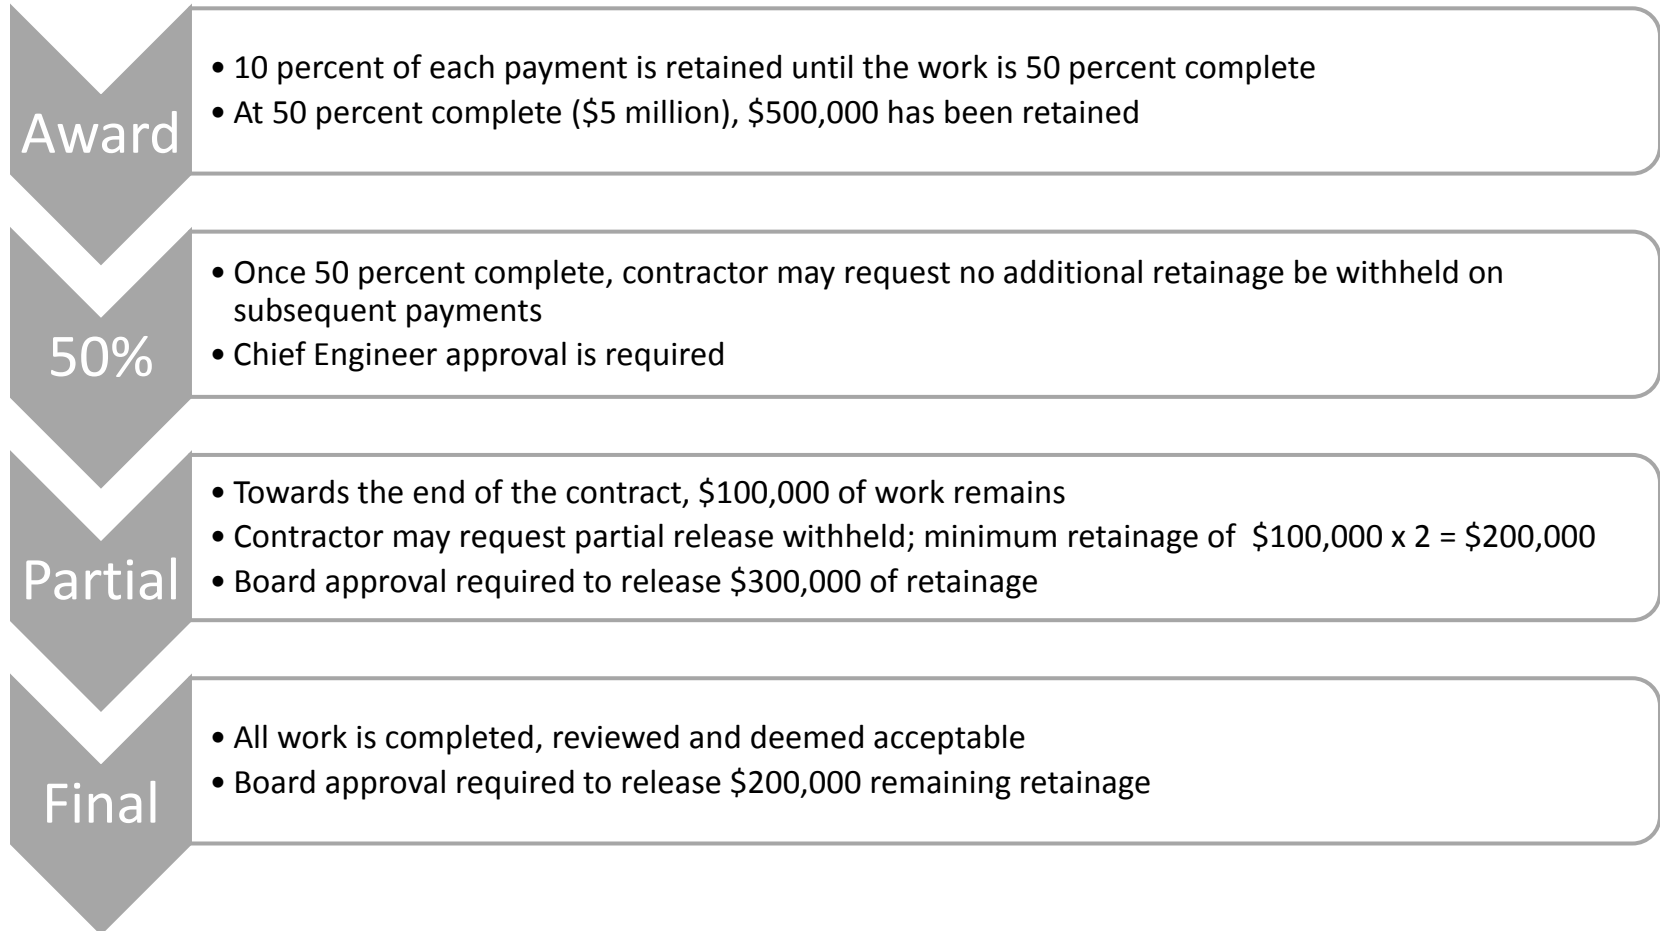 Award
• 10 percent of each payment is retained until the work is 50 percent complete
• At 50 percent complete ($5 million), $500,000 has been retained
50%
• Once 50 percent complete, contractor may request no additional retainage be withheld on
subsequent payments
• Chief Engineer approval is required
Partial
• Towards the end of the contract, $100,000 of work remains
• Contractor may request partial release withheld; minimum retainage of  $100,000 x 2 = $200,000
• Board approval required to release $300,000 of retainage
Final
• All work is completed, reviewed and deemed acceptable
• Board approval required to release $200,000 remaining retainage